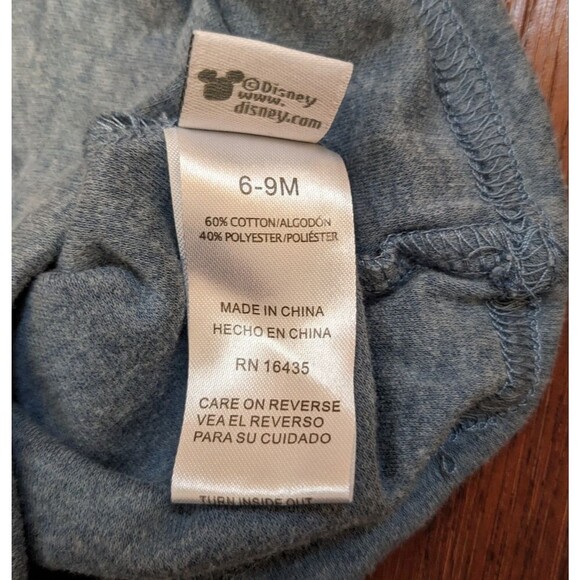 ©Disney
www.
disney.com
6-9M
60% COTTON/ALGODÓN
40% POLYESTER/POLIÉSTER
MADE IN CHINA
HECHO EN CHINA
RN 16435
CARE ON REVERSE
VEA EL REVERSO
PARA SU CUIDADO
TURN INSIDE OUT